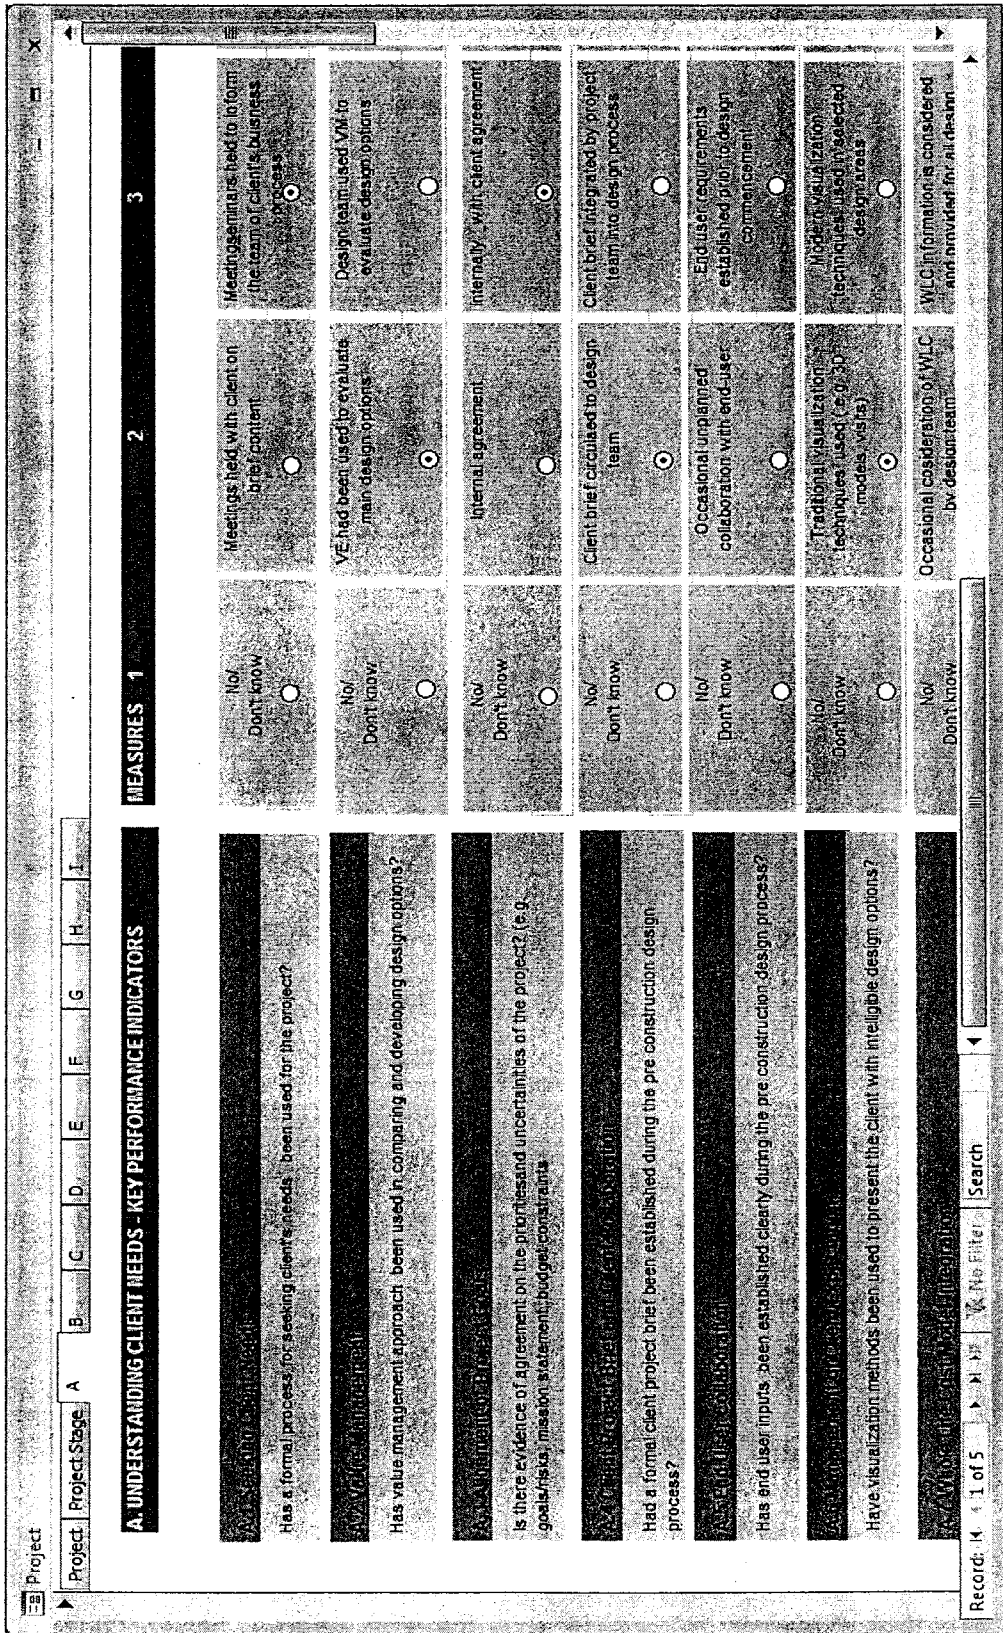 Project
Project
Project Stage
A
B
C
D
E
F
G
H
I
A. UNDERSTANDING CLIENT NEEDS - KEY PERFORMANCE INDICATORS
MEASURES 1 2 3
Has a formal process for seeking client's needs been used for the project?
No/
Don't know
Meetings held with client on
brief content
Meetingseminars held to inform
the team of client's business
process
Has value management approach been used in comparing and developing design options?
No/
Don't know
VE had been used to evaluate
main design options
Design team used VM to
evaluate design options
Is there evidence of agreement on the prioritiesand uncertainities of the project? (e.g.
goals/risks, mission statement, budget constraints
No/
Don't know
Internal agreement
Internally with client agreement
Had a formal client project brief been established during the pre construction design
process?
No/
Don't know
Client brief circulaed to design
team
Client brief integrated by project
team into design process
Has end user inputs been established clearly during the pre construction design process?
No/
Don't know
Occasional unplanned
collaboration with end-user
End user requirements
established prior to design
commencement
Have visualization methods been used to present the client with intelligible design options?
No/
Don't know
Traditional visualization
techniques used (e.g. 3D
models, visits)
Modern visualization
techniques used in selected
design areas
No/
Don't know
Occasional cosideration of WLC
by design team
WLC information is considered
and provided for all design
Record: 1 of 5
No Filter
Search